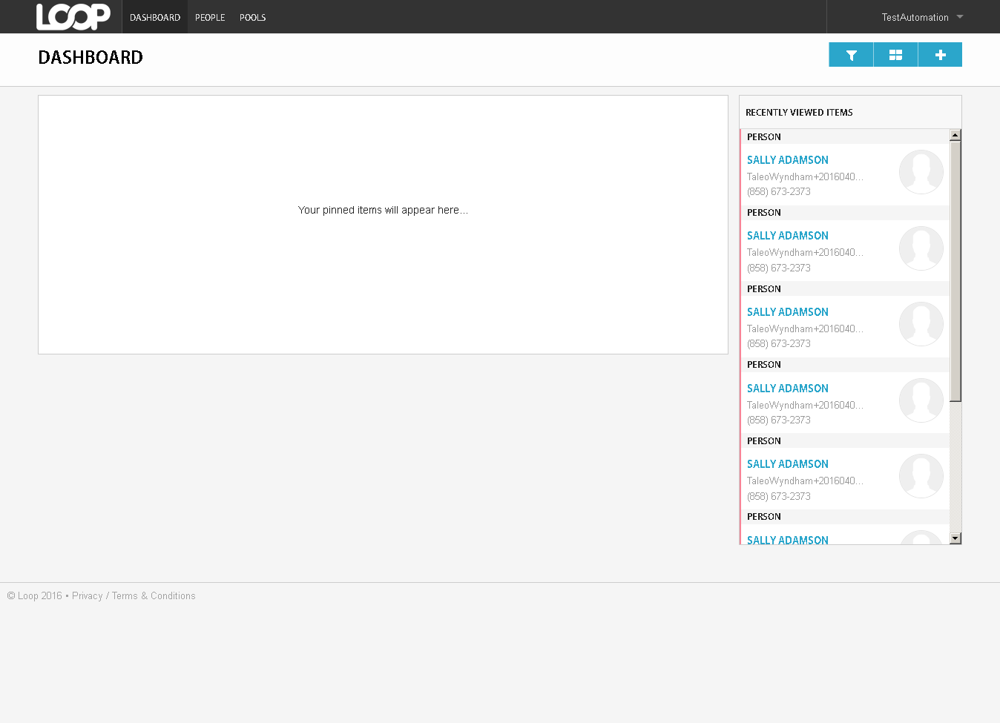 LOOP
DASHBOARD PEOPLE POOLS
TestAutomation
DASHBOARD
Your pinned items will appear here...
RECENTLY VIEWED ITEMS
PERSON
SALLY ADAMSON
TaleoWyndham+2016040...
(858) 673-2373
PERSON
SALLY ADAMSON
TaleoWyndham+2016040...
(858) 673-2373
PERSON
SALLY ADAMSON
TaleoWyndham+2016040...
(858) 673-2373
PERSON
SALLY ADAMSON
TaleoWyndham+2016040...
(858) 673-2373
PERSON
SALLY ADAMSON
TaleoWyndham+2016040...
(858) 673-2373
PERSON
SALLY ADAMSON
© Loop 2016 • Privacy / Terms & Conditions